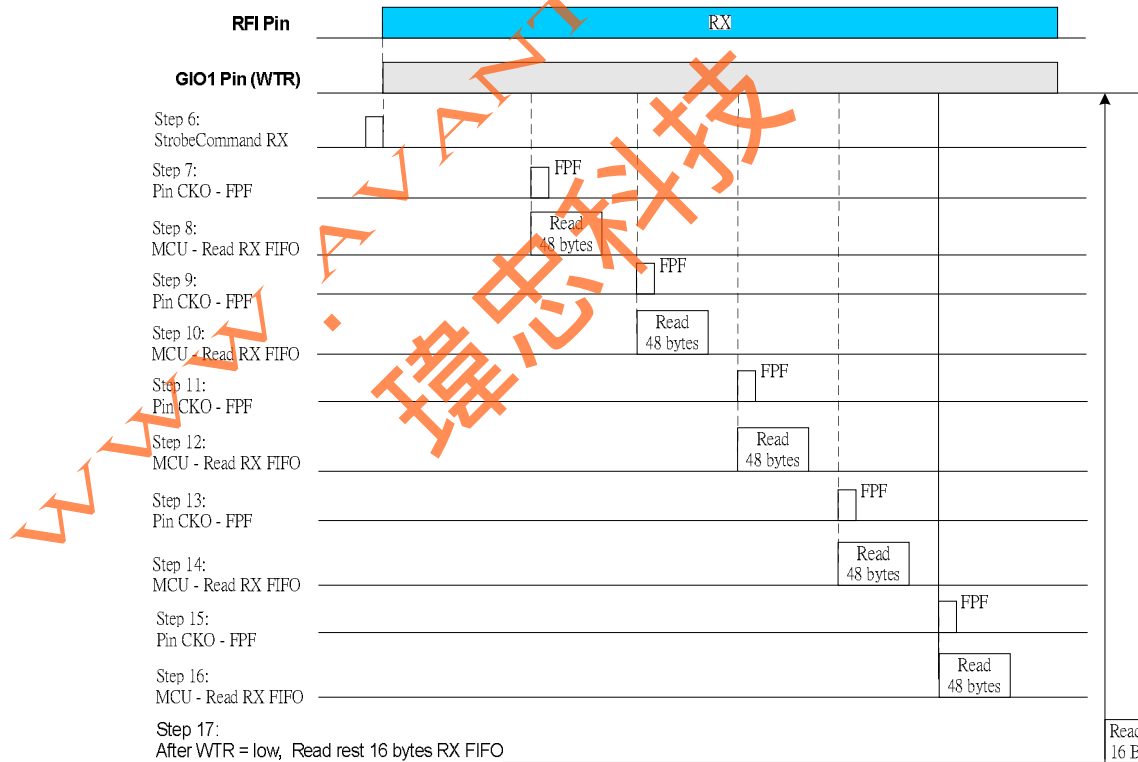 RFI Pin
RX
GIO1 Pin (WTR)
Step 6:
StrobeCommand RX
Step 7:
Pin CKO - FPF
FPF
Step 8:
MCU - Read RX FIFO
Read
48 bytes
Step 9:
Pin CKO - FPF
FPF
Step 10:
MCU - Read RX FIFO
Read
48 bytes
Step 11:
Pin CKO - FPF
FPF
Step 12:
MCU - Read RX FIFO
Read
48 bytes
Step 13:
Pin CKO - FPF
FPF
Step 14:
MCU - Read RX FIFO
Read
48 bytes
Step 15:
Pin CKO - FPF
FPF
Step 16:
MCU - Read RX FIFO
Read
48 bytes
Step 17:
After WTR = low, Read rest 16 bytes RX FIFO
Read
16 B
WWW.AVANT
瑋忠科技